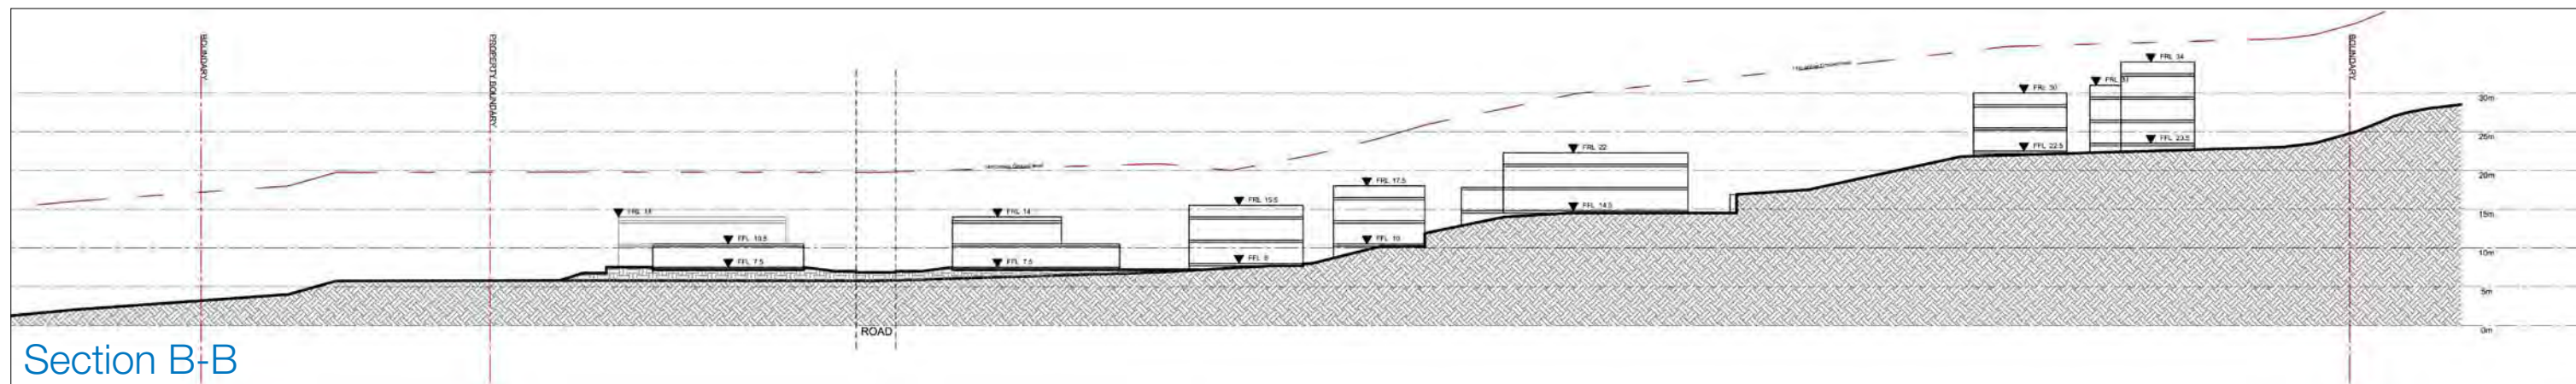 BOUNDARY
PROPERTY BOUNDARY
BOUNDARY
FRL 34
FRL 30
30m
25m
FFL 22.5
FFL 23.5
FRL 22
20m
FRL 17.5
FRL 15.5
FFL 14.5
15m
FRL
FRL 14
FFL 10.5
FFL 10
10m
FFL 7.5
FFL 7.5
FFL 8
5m
0m
ROAD
Section B-B